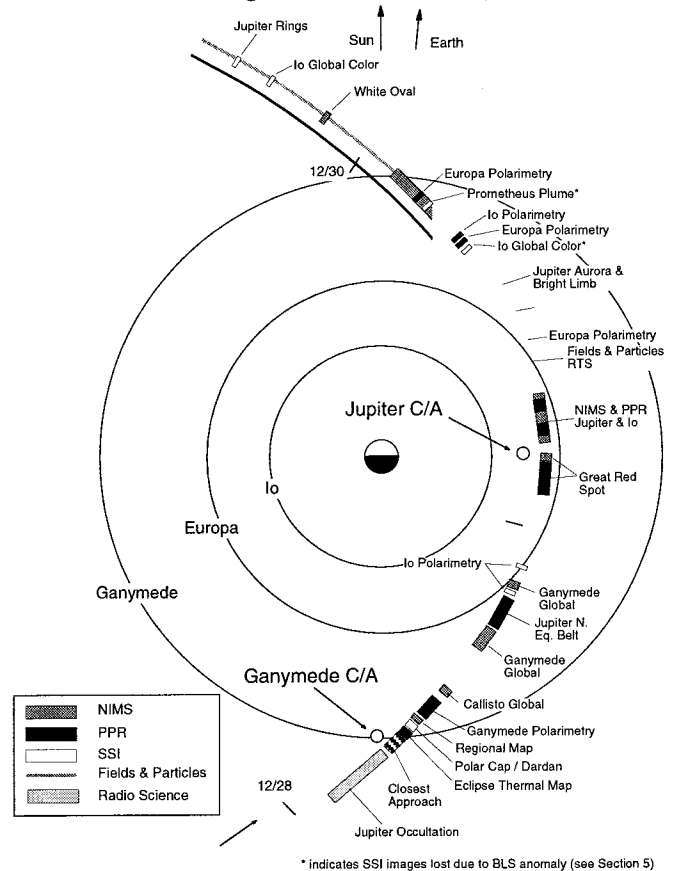 Jupiter Rings
Sun
Earth
Io Global Color
White Oval
12/30
Europa Polarimetry
Prometheus Plume*
Io Polarimetry
Europa Polarimetry
Io Global Color*
Jupiter Aurora &
Bright Limb
Europa Polarimetry
Fields & Particles
RTS
Jupiter C/A
NIMS & PPR
Jupiter & Io
Great Red
Spot
Io
Europa
Io Polarimetry
Ganymede
Ganymede
Global
Jupiter N.
Eq. Belt
Ganymede
Global
Ganymede C/A
Callisto Global
Ganymede Polarimetry
Regional Map
Polar Cap / Dardan
Eclipse Thermal Map
Closest
Approach
NIMS
PPR
SSI
Fields & Particles
Radio Science
12/28
Jupiter Occultation
* indicates SSI images lost due to BLS anomaly (see Section 5)